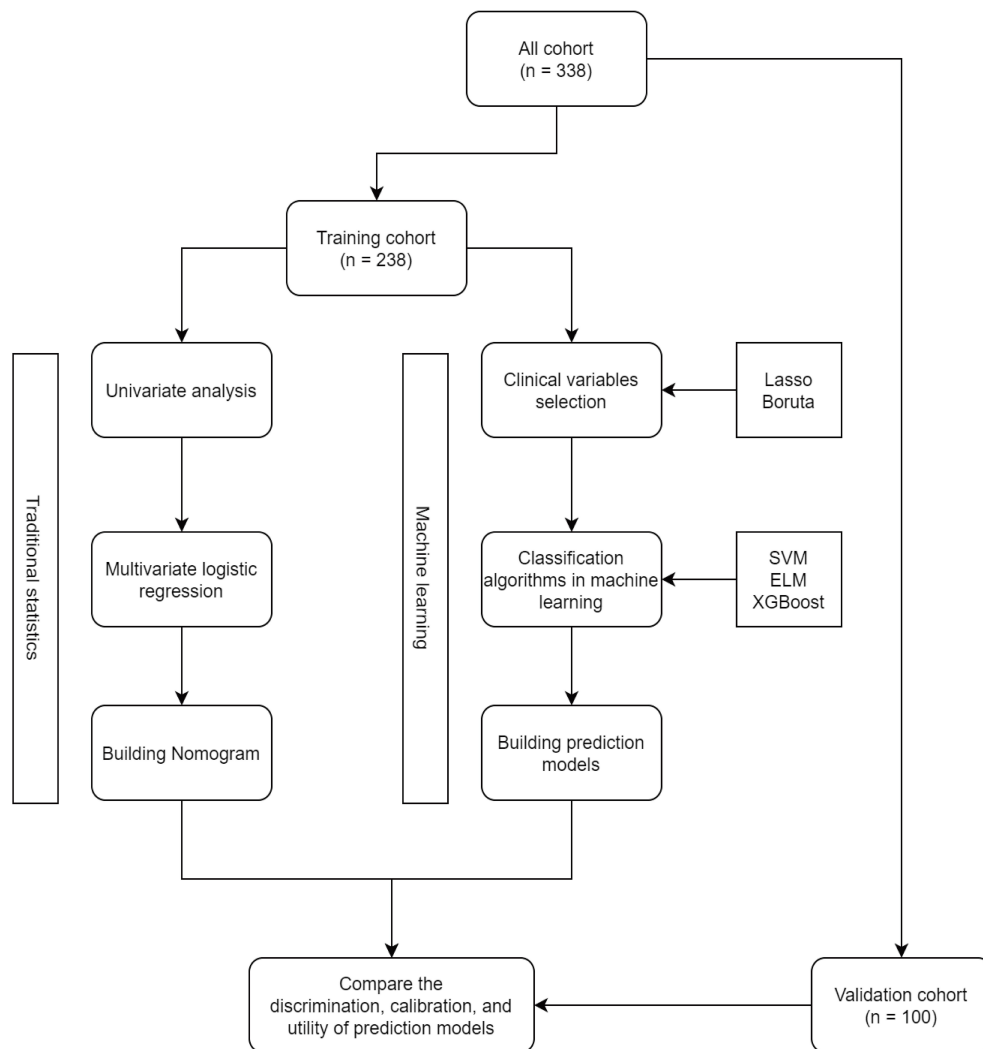 All cohort
(n = 338)
Training cohort
(n = 238)
Traditional statistics
Univariate analysis
Multivariate logistic
regression
Building Nomogram
Machine learning
Clinical variables
selection
Lasso
Boruta
Classification
algorithms in machine
learning
SVM
ELM
XGBoost
Building prediction
models
Compare the
discrimination, calibration, and
utility of prediction models
Validation cohort
(n = 100)